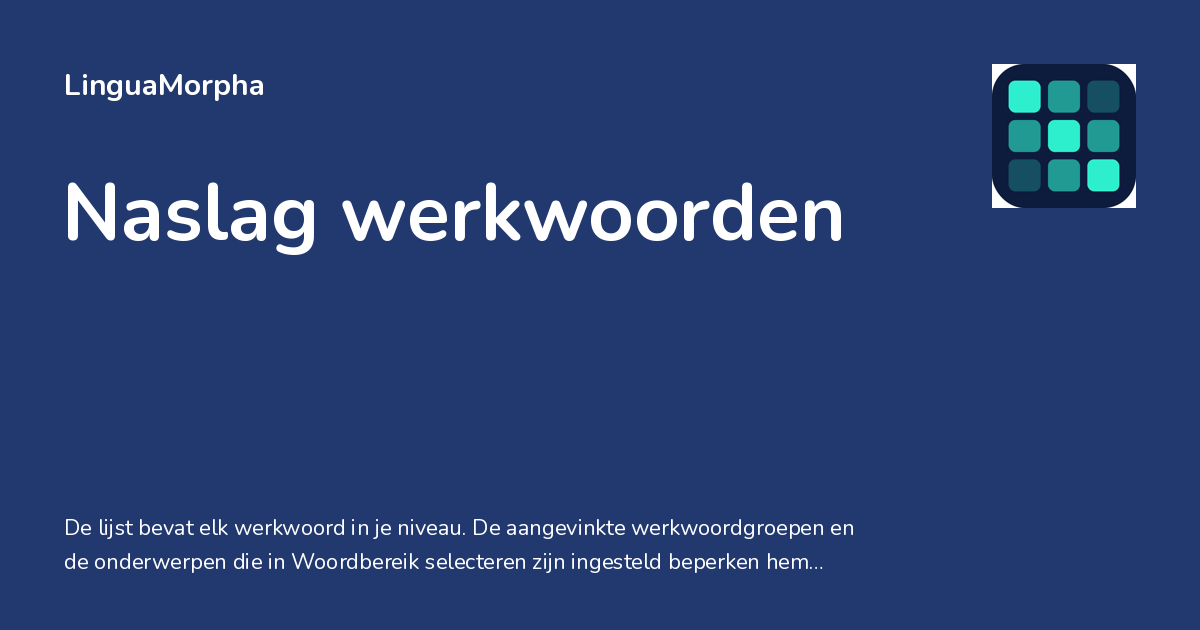 LinguaMorpha
Naslag werkwoorden
De lijst bevat elk werkwoord in je niveau. De aangevinkte werkwoordgroepen en
de onderwerpen die in Woordbereik selecteren zijn ingesteld beperken hem...